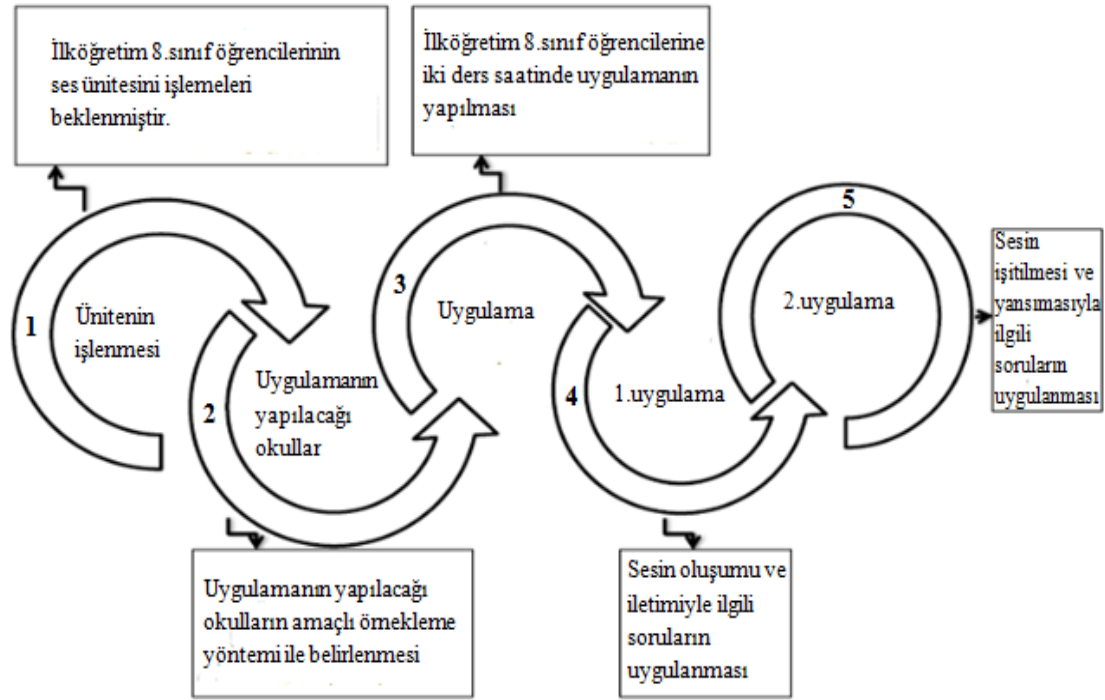 İlköğretim 8.sınıf öğrencilerinin
ses ünitesini işlemeleri
beklenmiştir.
İlköğretim 8.sınıf öğrencilerine
iki ders saatinde uygulamanın
yapılması
1
Ünitenin
işlenmesi
2
Uygulamanın
yapılacağı
okullar
3
Uygulama
4
1.uygulama
5
2.uygulama
Sesin
işitilmesi ve
yansımasıyla
ilgili
soruların
uygulanması
Uygulamanın yapılacağı
okulların amaçlı örnekleme
yöntemi ile belirlenmesi
Sesin oluşumu ve
iletimiyle ilgili
soruların
uygulanması